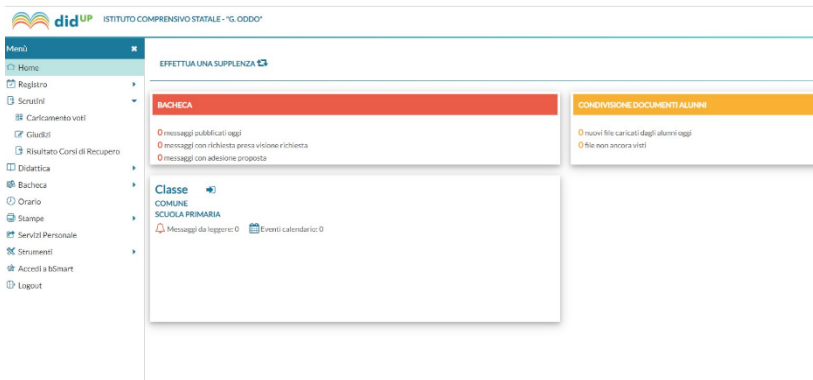 didUP ISTITUTO COMPRENSIVO STATALE - "G. ODDO"
Menù
Home
Registro
Scrutini
Caricamento voti
Giudizi
Risultato Corsi di Recupero
Didattica
Bacheca
Orario
Stampe
Servizi Personale
Strumenti
Accedi a bSmart
Logout
EFFETTUA UNA SUPPLENZA
BACHECA
0 messaggi pubblicati oggi
0 messaggi con richiesta presa visione richiesta
0 messaggi con adesione proposta
CONDIVISIONE DOCUMENTI ALUNNI
0 nuovi file caricati dagli alunni oggi
0 file non ancora visti
Classe
COMUNE
SCUOLA PRIMARIA
Messaggi da leggere: 0 Eventi calendario: 0